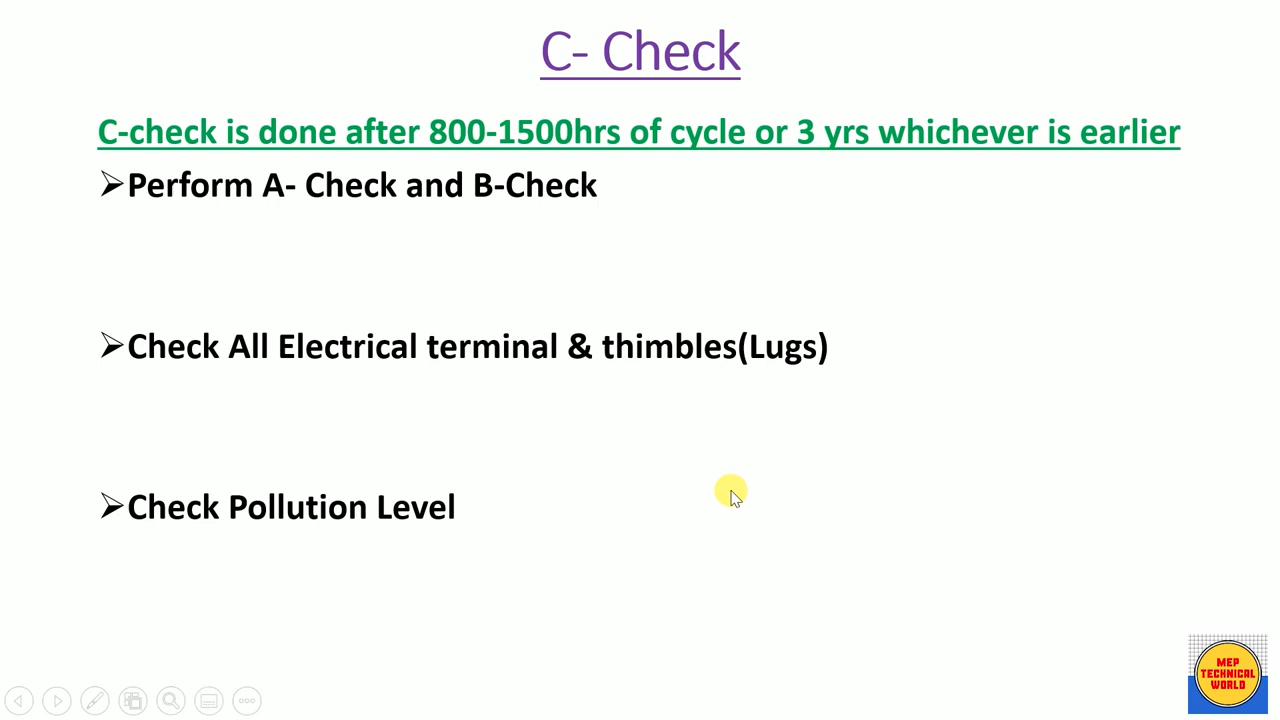 C- Check
C-check is done after 800-1500hrs of cycle or 3 yrs whichever is earlier
➢Perform A- Check and B-Check
➢Check All Electrical terminal & thimbles(Lugs)
➢Check Pollution Level
MEP
TECHNICAL
WORLD